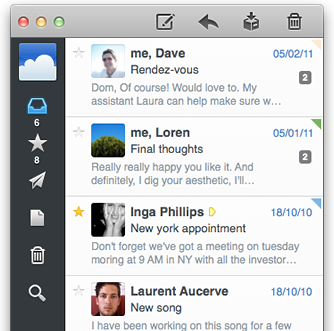 me, Dave 05/02/11
Rendez-vous 2
Dom, Of course! Would love to. My
assistant Laura can help make sure w...
6
8
me, Loren 05/01/11
Final thoughts 2
Really really happy you like it. And
definitely, I dig your aesthetic, I'll...
Inga Phillips 18/10/10
New york appointment
Don't forget we've got a meeting on tuesday
moring at 9 AM in NY with all the investor...
Laurent Aucerve 18/10/10
New song
I have been working on this song for a few